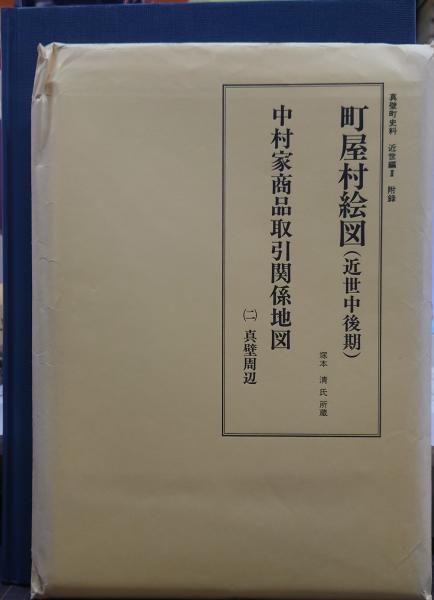 真壁町史料 近世編Ⅱ 附録
町屋村絵図(近世中後期)
塚本 清氏所蔵
中村家商品取引関係地図
㈡ 真壁周辺